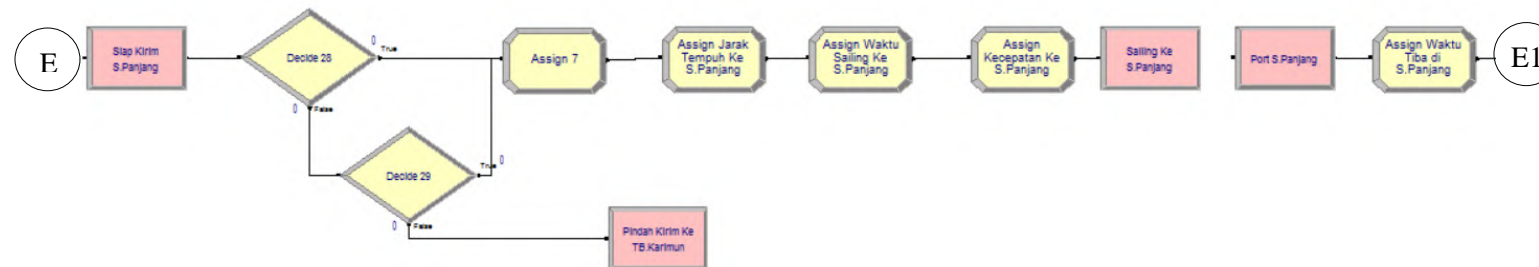 E
Siap Kirim
S.Panjang
Decide 28
0
True
0
False
Decide 29
0
True
0
False
Pindah Kirim Ke
TB.Karimun
Assign 7
Assign Jarak
Tempuh Ke
S.Panjang
Assign Waktu
Sailing Ke
S.Panjang
Assign
Kecepatan Ke
S.Panjang
Sailing Ke
S.Panjang
Port S.Panjang
Assign Waktu
Tiba di
S.Panjang
E1